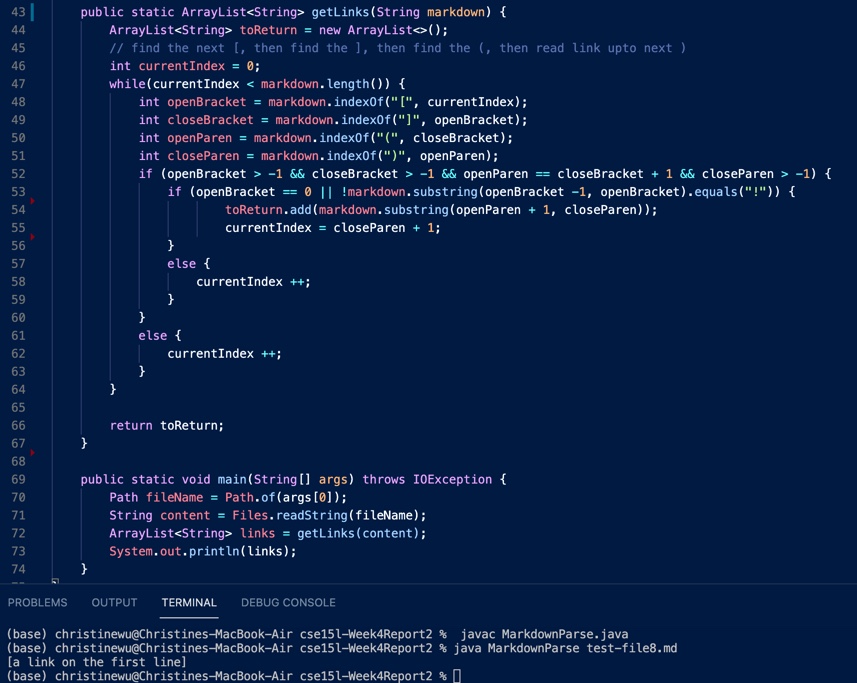 43 public static ArrayList<String> getLinks(String markdown) {
44 ArrayList<String> toReturn = new ArrayList<>();
45 // find the next [, then find the ], then find the (, then read link upto next )
46 int currentIndex = 0;
47 while(currentIndex < markdown.length()) {
48 int openBracket = markdown.indexOf("[", currentIndex);
49 int closeBracket = markdown.indexOf("]", openBracket);
50 int openParen = markdown.indexOf("(", closeBracket);
51 int closeParen = markdown.indexOf(")", openParen);
52 if (openBracket > -1 && closeBracket > -1 && openParen == closeBracket + 1 && closeParen > -1) {
53 if (openBracket == 0 || !markdown.substring(openBracket -1, openBracket).equals("!")) {
54 toReturn.add(markdown.substring(openParen + 1, closeParen));
55 currentIndex = closeParen + 1;
56 }
57 else {
58 currentIndex ++;
59 }
60 }
61 else {
62 currentIndex ++;
63 }
64 }
65
66 return toReturn;
67 }
68
69 public static void main(String[] args) throws IOException {
70 Path fileName = Path.of(args[0]);
71 String content = Files.readString(fileName);
72 ArrayList<String> links = getLinks(content);
73 System.out.println(links);
74 }
PROBLEMS OUTPUT TERMINAL DEBUG CONSOLE
(base) christinewu@Christines-MacBook-Air cse15l-Week4Report2 % javac MarkdownParse.java
(base) christinewu@Christines-MacBook-Air cse15l-Week4Report2 % java MarkdownParse test-file8.md
[a link on the first line]
(base) christinewu@Christines-MacBook-Air cse15l-Week4Report2 %